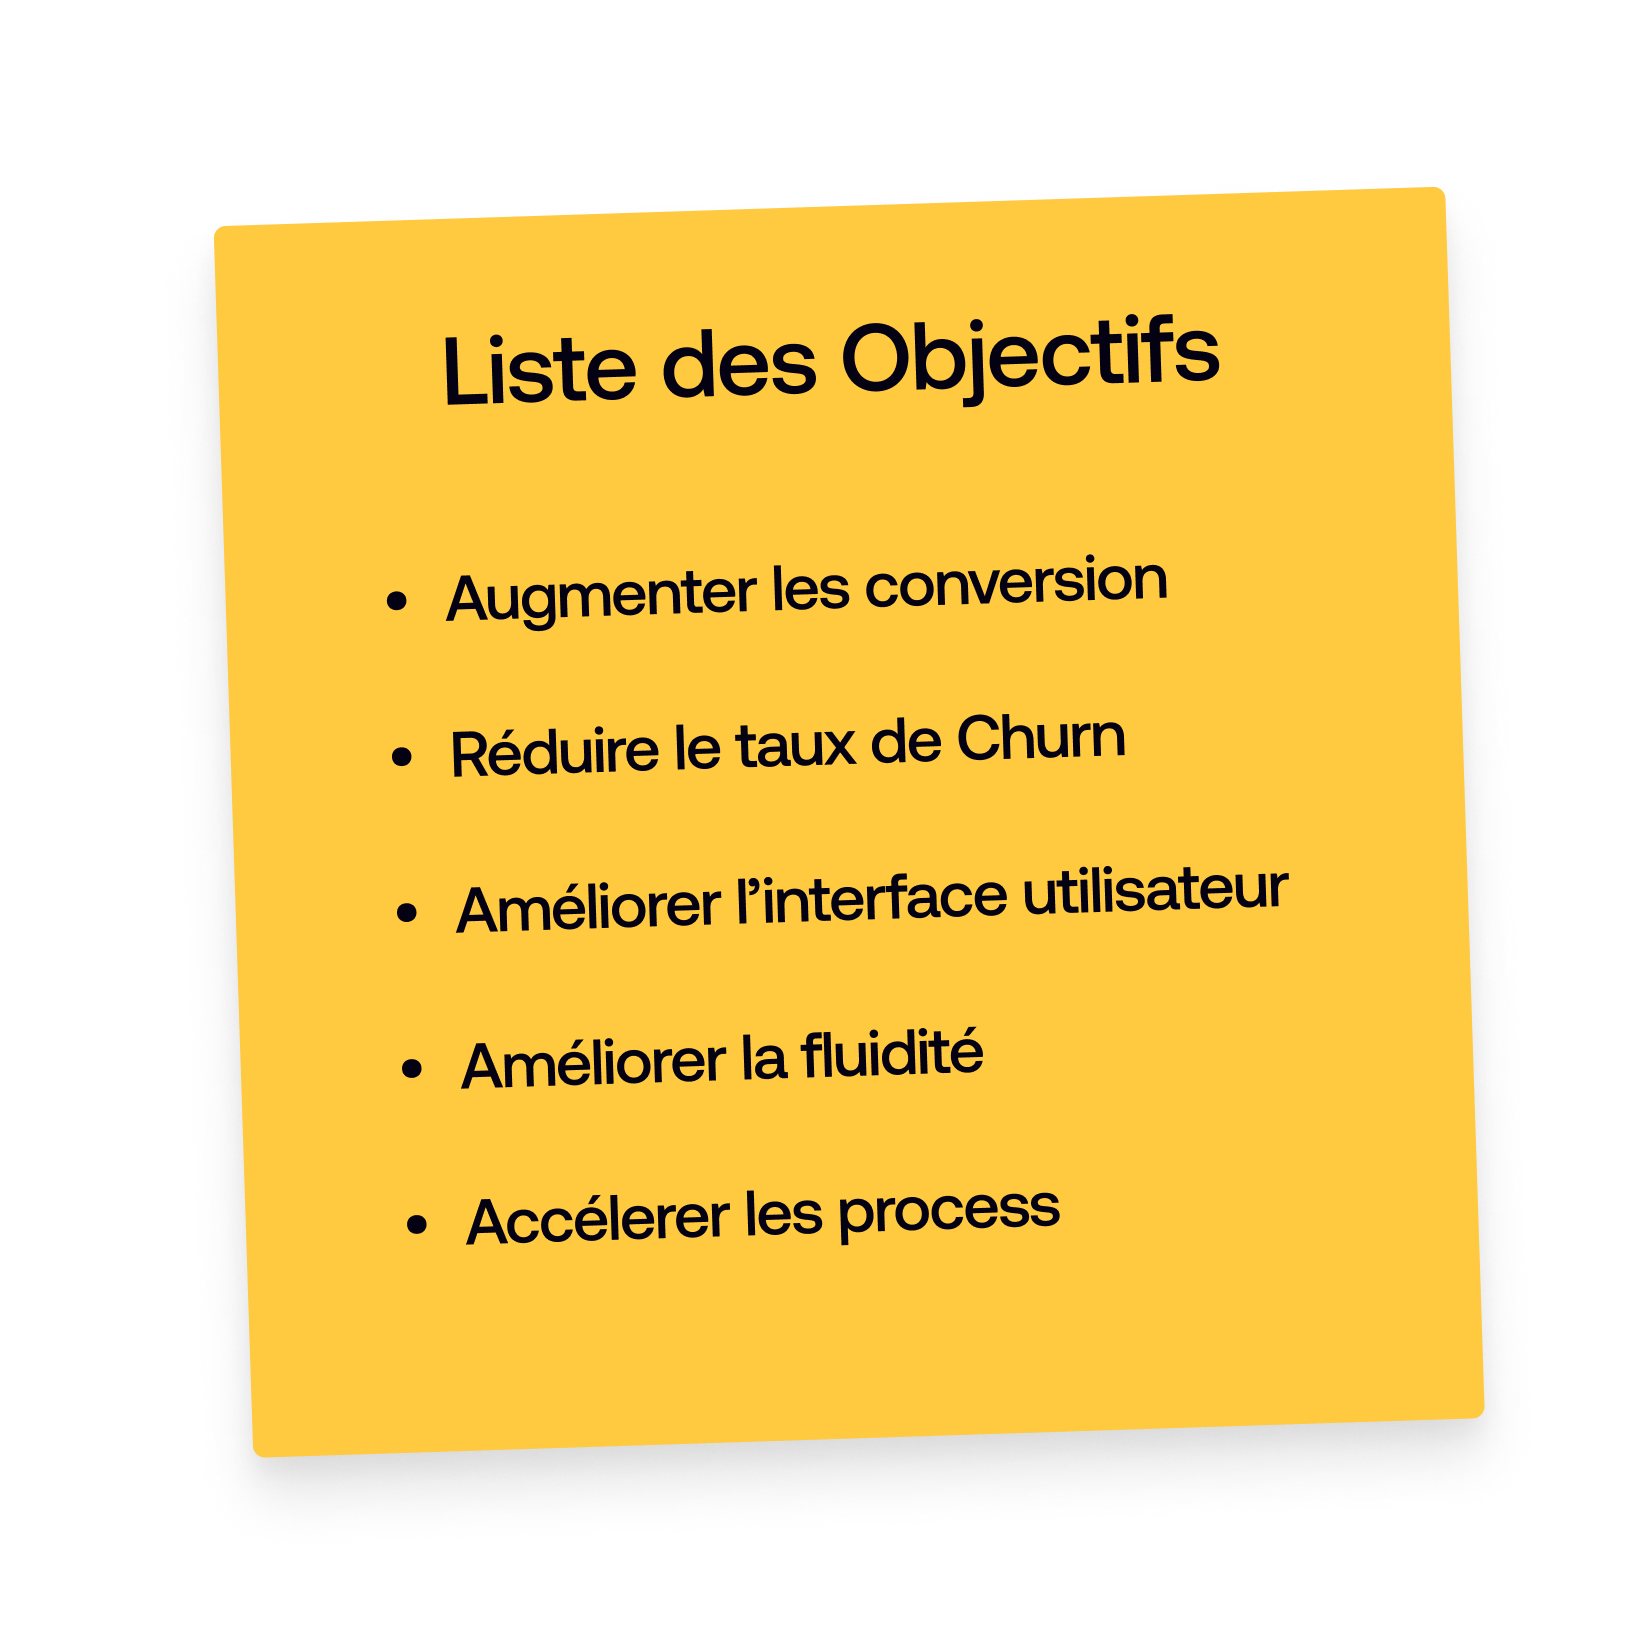 Liste des Objectifs
• Augmenter les conversion
• Réduire le taux de Churn
• Améliorer l’interface utilisateur
• Améliorer la fluidité
• Accélerer les process